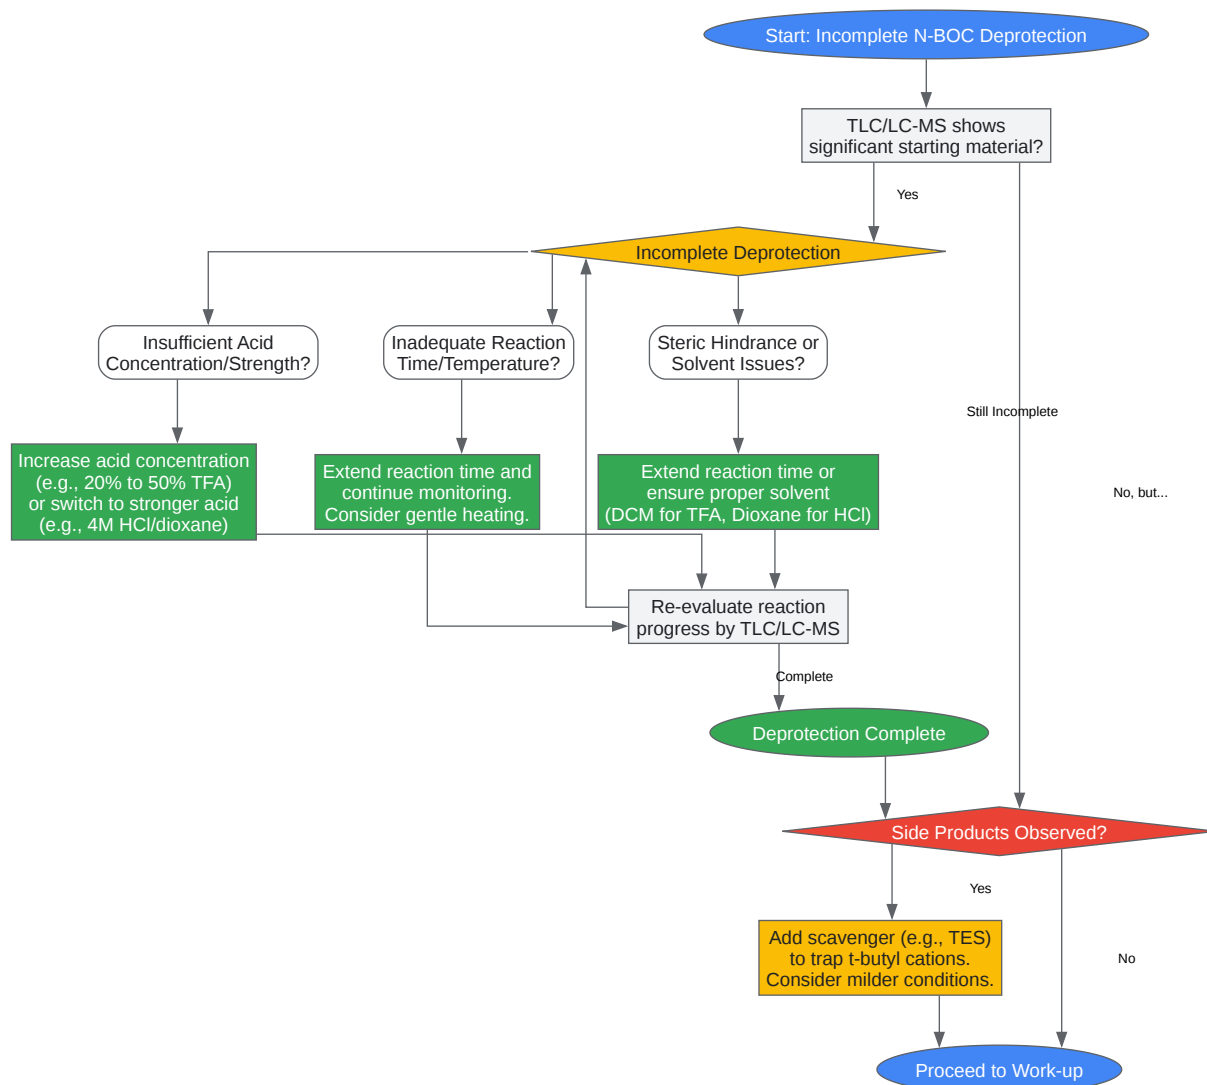 Start: Incomplete N-BOC Deprotection
TLC/LC-MS shows
significant starting material?
Yes
Incomplete Deprotection
Insufficient Acid
Concentration/Strength?
Inadequate Reaction
Time/Temperature?
Steric Hindrance or
Solvent Issues?
Still Incomplete
Increase acid concentration
(e.g., 20% to 50% TFA)
or switch to stronger acid
(e.g., 4M HCl/dioxane)
Extend reaction time and
continue monitoring.
Consider gentle heating.
Extend reaction time or
ensure proper solvent
(DCM for TFA, Dioxane for HCl)
No, but...
Re-evaluate reaction
progress by TLC/LC-MS
Complete
Deprotection Complete
Side Products Observed?
Yes
Add scavenger (e.g., TES)
to trap t-butyl cations.
Consider milder conditions.
No
Proceed to Work-up